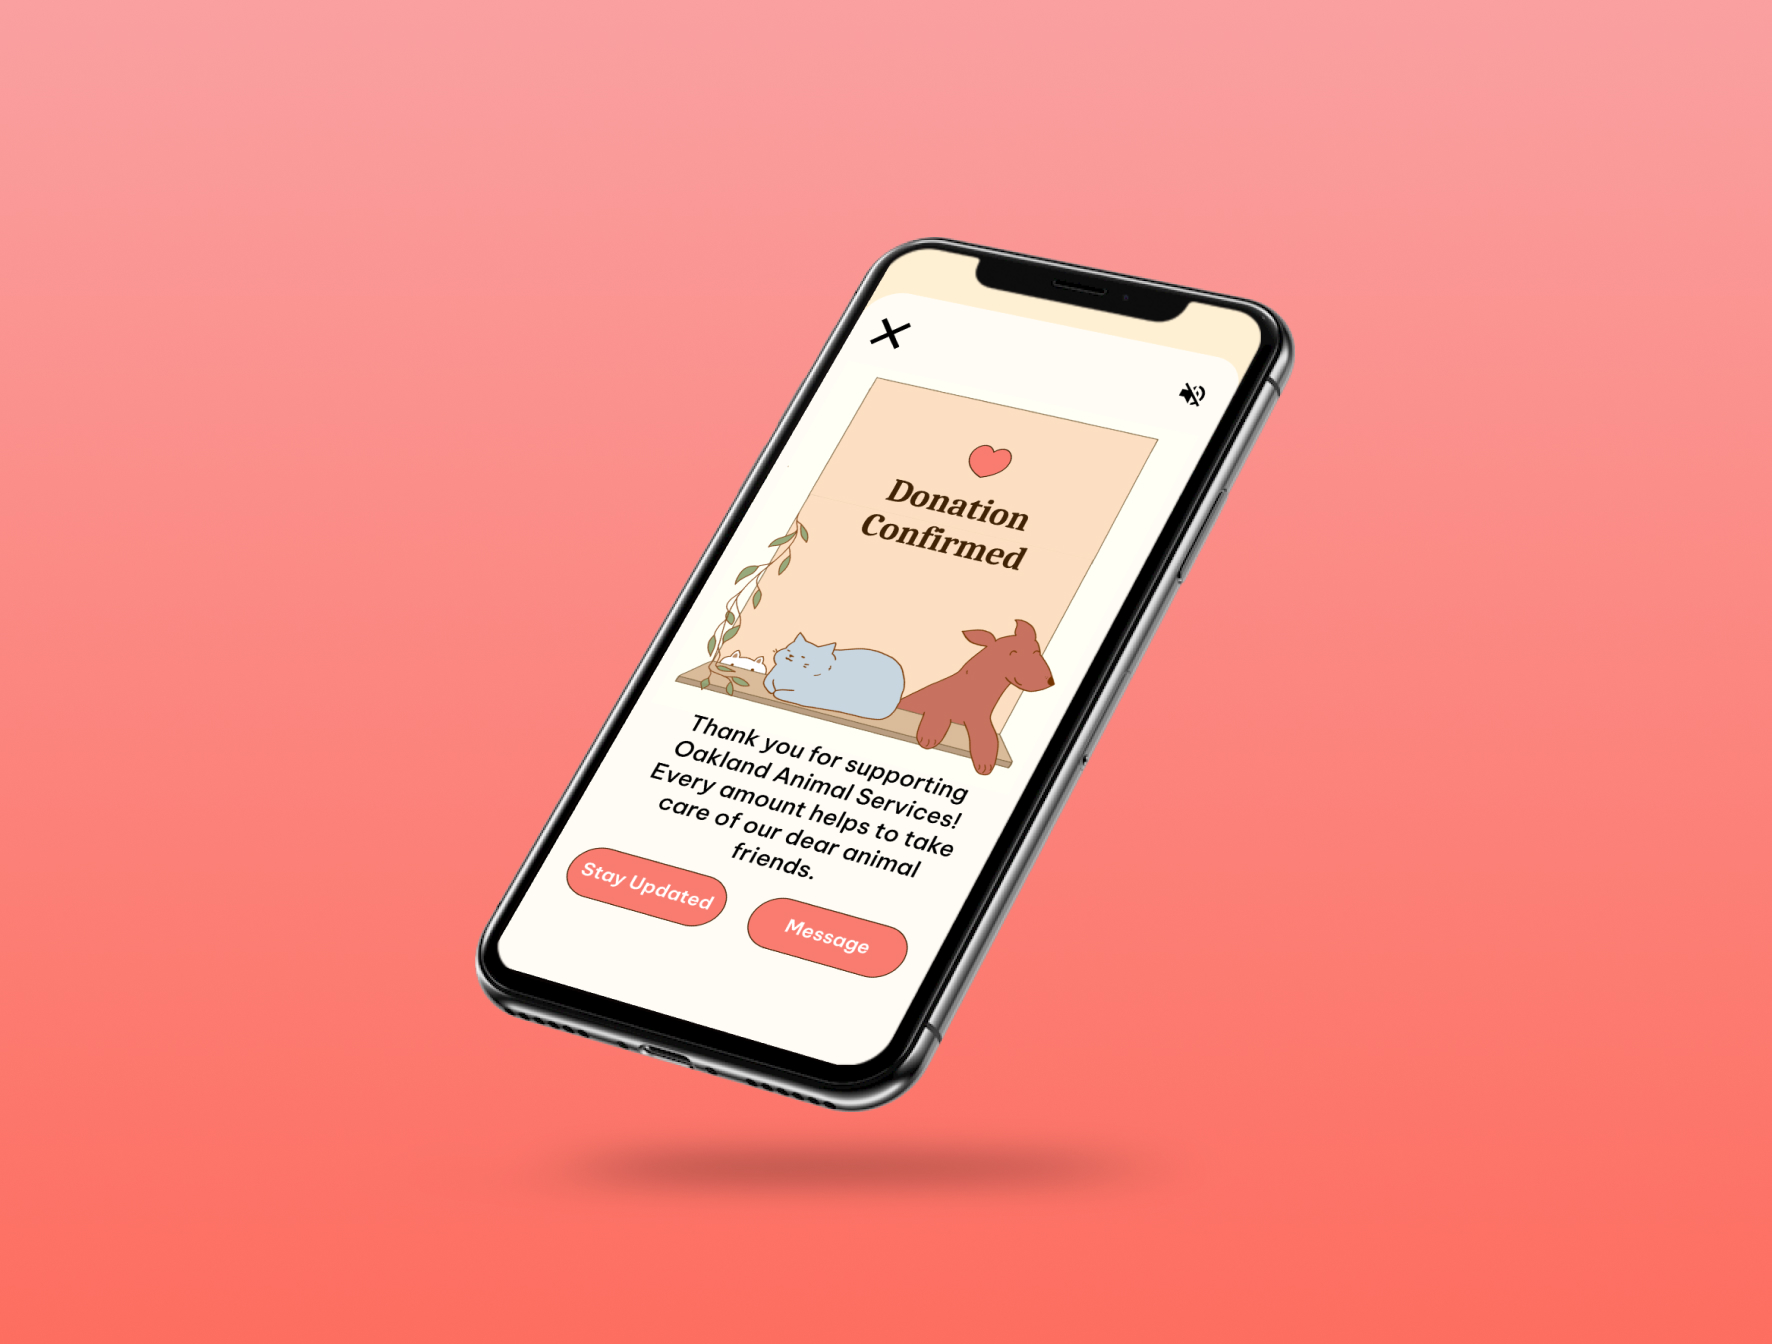 Donation
Confirmed
Thank you for supporting
Oakland Animal Services!
Every amount helps to take
care of our dear animal
friends.
Stay Updated
Message